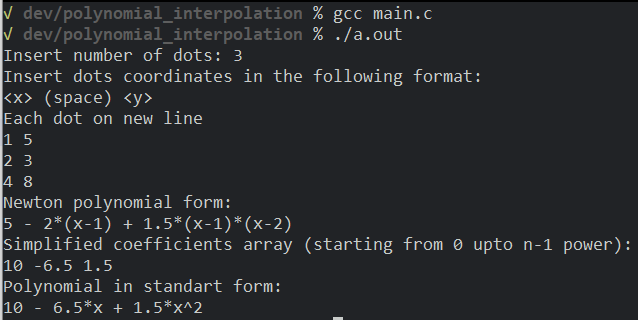 √ dev/polynomial_interpolation % gcc main.c
√ dev/polynomial_interpolation % ./a.out
Insert number of dots: 3
Insert dots coordinates in the following format:
<x> (space) <y>
Each dot on new line
1 5
2 3
4 8
Newton polynomial form:
5 - 2*(x-1) + 1.5*(x-1)*(x-2)
Simplified coefficients array (starting from 0 upto n-1 power):
10 -6.5 1.5
Polynomial in standart form:
10 - 6.5*x + 1.5*x^2